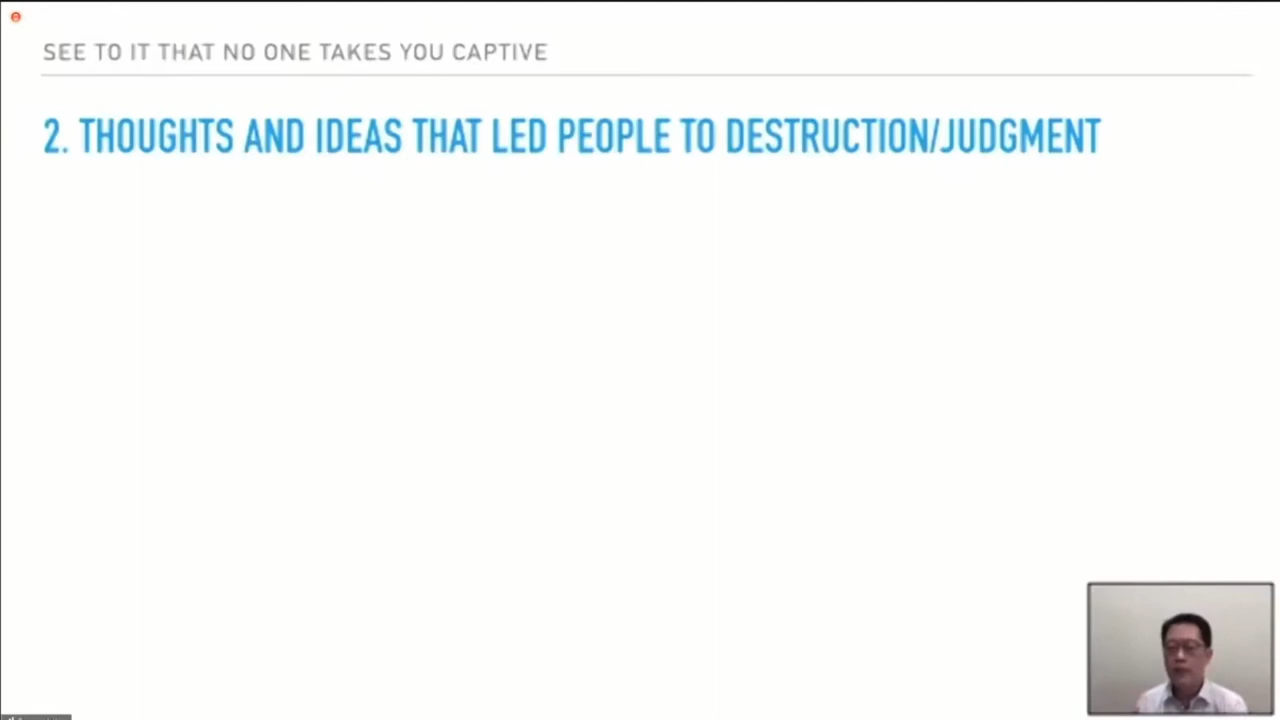 SEE TO IT THAT NO ONE TAKES YOU CAPTIVE
2. THOUGHTS AND IDEAS THAT LED PEOPLE TO DESTRUCTION/JUDGMENT